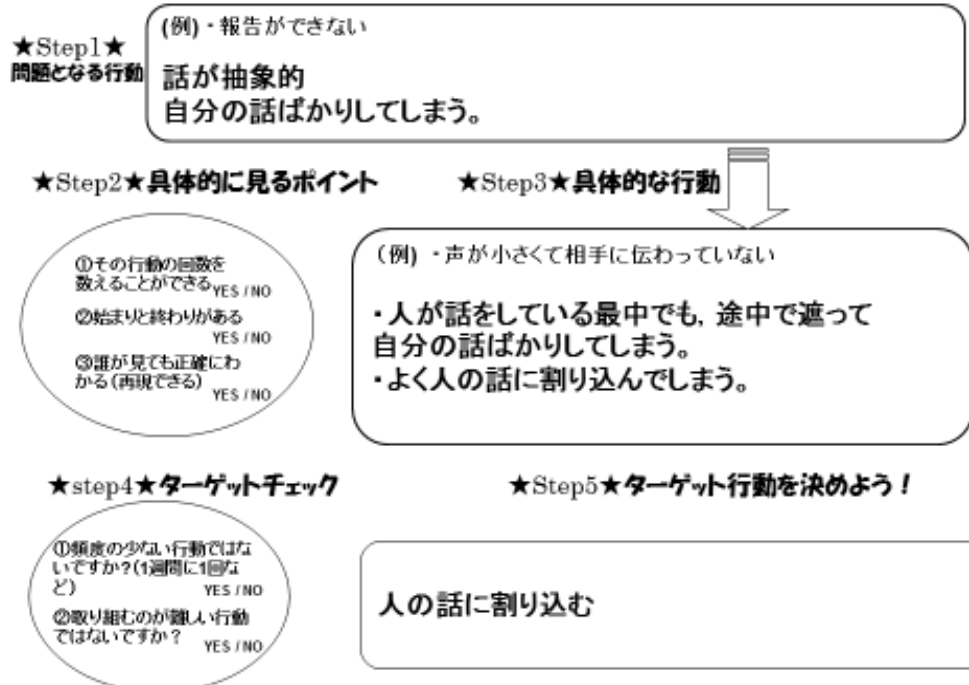 (例)・報告ができない
★Step1★
問題となる行動
話が抽象的
自分の話ばかりしてしまう。
★Step2★具体的に見るポイント
★Step3★具体的な行動
①その行動の回数を
数えることができる YES / NO
②始まりと終わりがある
YES / NO
③誰が見ても正確にわ
かる(再現できる)
YES / NO
(例)・声が小さくて相手に伝わっていない
・人が話をしている最中でも, 途中で遮って
自分の話ばかりしてしまう。
・よく人の話に割り込んでしまう。
★step4★ターゲットチェック
★Step5★ターゲット行動を決めよう!
①頻度の少ない行動ではな
いですか?(1週間に1回な
ど) YES / NO
②取り組むのが難しい行動
ではないですか? YES / NO
人の話に割り込む